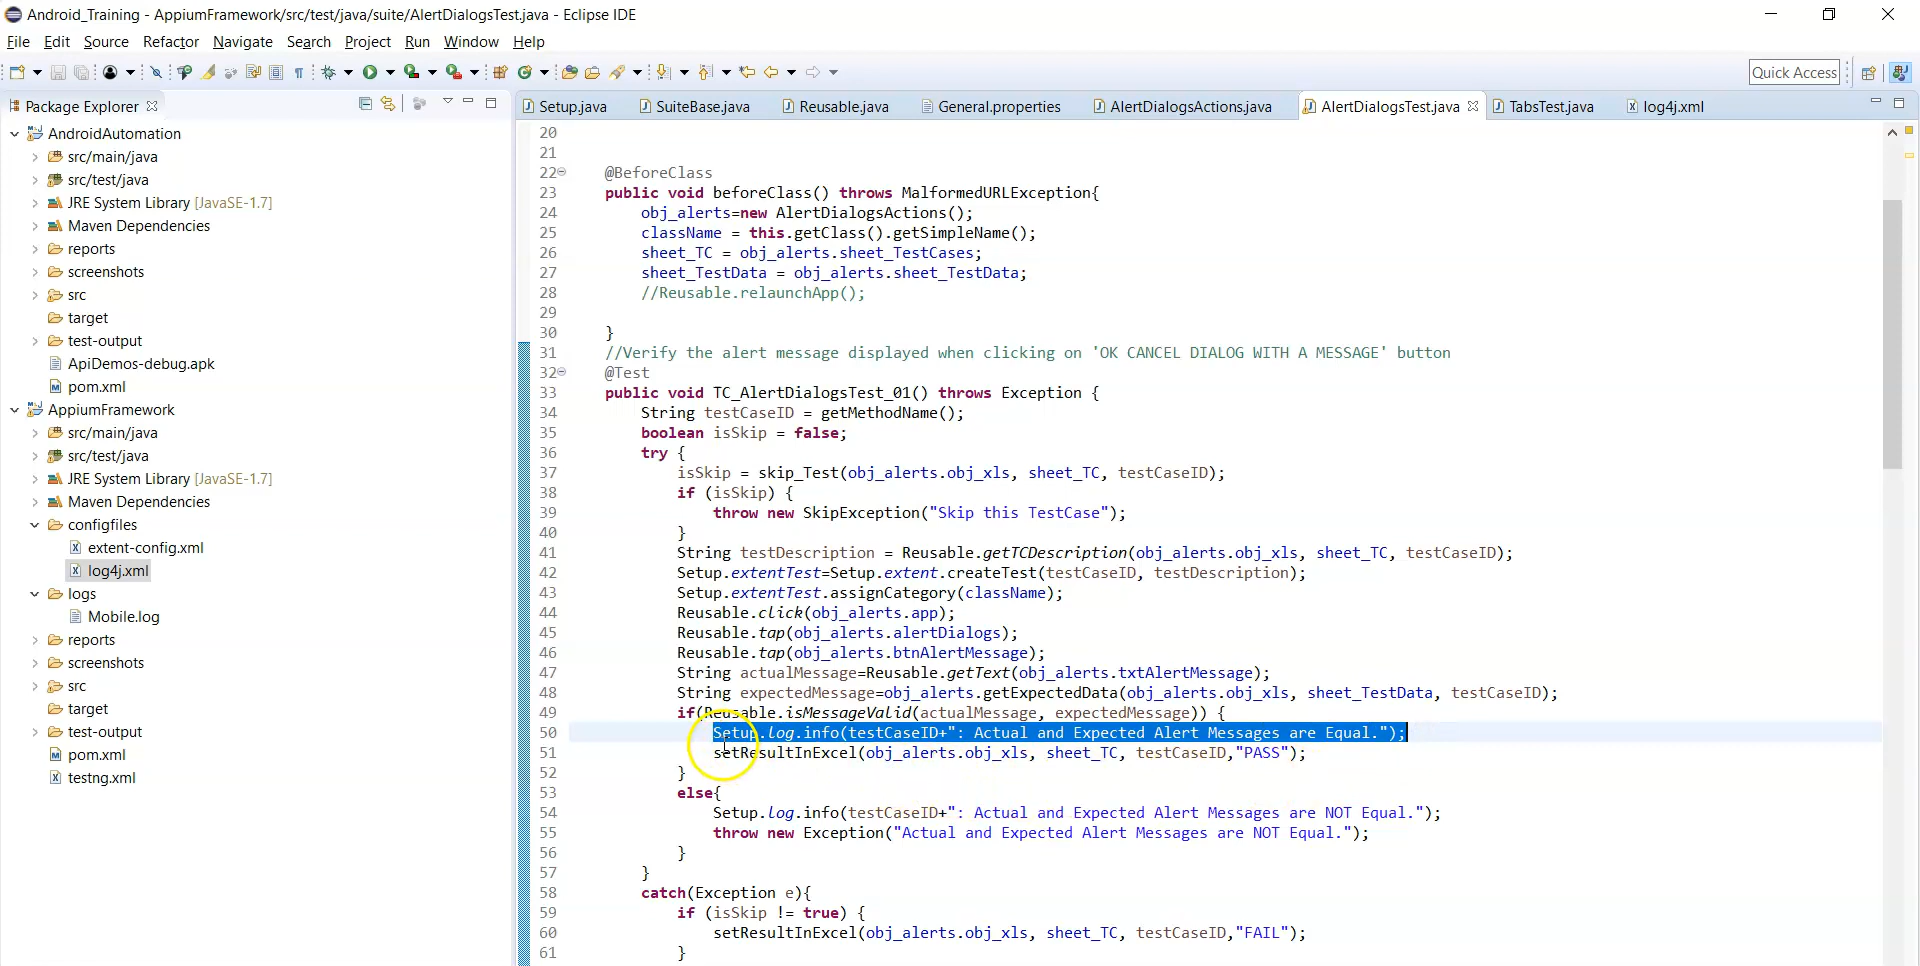 Android_Training - AppiumFramework/src/test/java/suite/AlertDialogsTest.java - Eclipse IDE
File Edit Source Refactor Navigate Search Project Run Window Help
Quick Access
Package Explorer
Setup.java SuiteBase.java Reusable.java General.properties AlertDialogsActions.java AlertDialogsTest.java TabsTest.java log4j.xml
AndroidAutomation
src/main/java
src/test/java
JRE System Library [JavaSE-1.7]
Maven Dependencies
reports
screenshots
src
target
test-output
ApiDemos-debug.apk
pom.xml
AppiumFramework
src/main/java
src/test/java
JRE System Library [JavaSE-1.7]
Maven Dependencies
configfiles
extent-config.xml
log4j.xml
logs
Mobile.log
reports
screenshots
src
target
test-output
pom.xml
testng.xml
20
21
22 @BeforeClass
23 public void beforeClass() throws MalformedURLException{
24 obj_alerts=new AlertDialogsActions();
25 className = this.getClass().getSimpleName();
26 sheet_TC = obj_alerts.sheet_TestCases;
27 sheet_TestData = obj_alerts.sheet_TestData;
28 //Reusable.relaunchApp();
29
30 }
31 //Verify the alert message displayed when clicking on 'OK CANCEL DIALOG WITH A MESSAGE' button
32 @Test
33 public void TC_AlertDialogsTest_01() throws Exception {
34 String testCaseID = getMethodName();
35 boolean isSkip = false;
36 try {
37 isSkip = skip_Test(obj_alerts.obj_xls, sheet_TC, testCaseID);
38 if (isSkip) {
39 throw new SkipException("Skip this TestCase");
40 }
41 String testDescription = Reusable.getTCDescription(obj_alerts.obj_xls, sheet_TC, testCaseID);
42 Setup.extentTest=Setup.extent.createTest(testCaseID, testDescription);
43 Setup.extentTest.assignCategory(className);
44 Reusable.click(obj_alerts.app);
45 Reusable.tap(obj_alerts.alertDialogs);
46 Reusable.tap(obj_alerts.btnAlertMessage);
47 String actualMessage=Reusable.getText(obj_alerts.txtAlertMessage);
48 String expectedMessage=obj_alerts.getExpectedData(obj_alerts.obj_xls, sheet_TestData, testCaseID);
49 if(Reusable.isMessageValid(actualMessage, expectedMessage)) {
50 Setup.log.info(testCaseID+": Actual and Expected Alert Messages are Equal.");
51 setResultInExcel(obj_alerts.obj_xls, sheet_TC, testCaseID,"PASS");
52 }
53 else{
54 Setup.log.info(testCaseID+": Actual and Expected Alert Messages are NOT Equal.");
55 throw new Exception("Actual and Expected Alert Messages are NOT Equal.");
56 }
57 }
58 catch(Exception e){
59 if (isSkip != true) {
60 setResultInExcel(obj_alerts.obj_xls, sheet_TC, testCaseID,"FAIL");
61 }